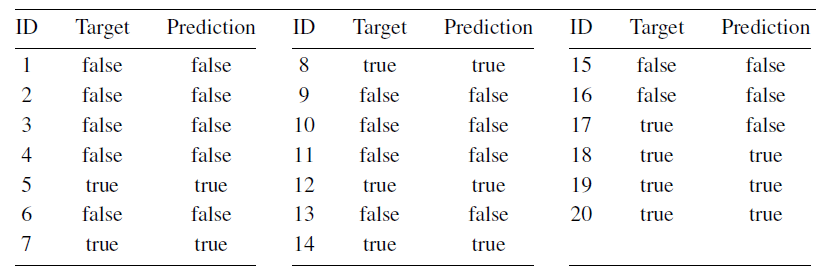 ID Target Prediction ID Target Prediction ID Target Prediction
1 false false 8 true true 15 false false
2 false false 9 false false 16 false false
3 false false 10 false false 17 true false
4 false false 11 false false 18 true true
5 true true 12 true true 19 true true
6 false false 13 false false 20 true true
7 true true 14 true true